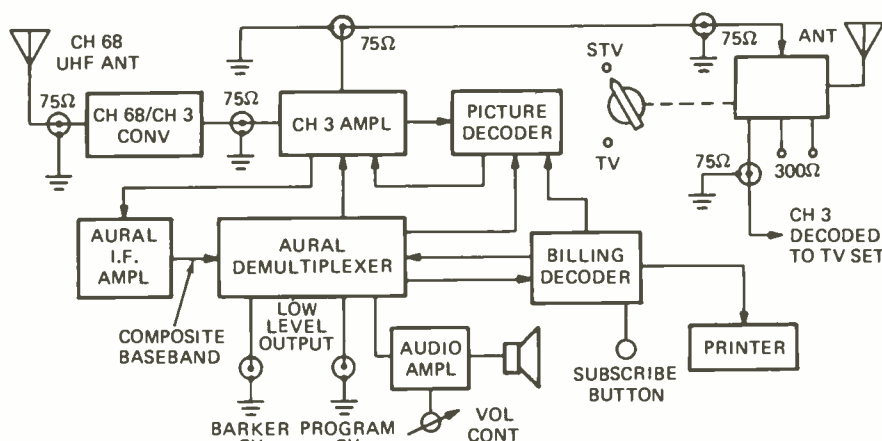 CH 68
UHF ANT
75Ω
CH 68/CH 3
CONV
75Ω
CH 3 AMPL
75Ω
PICTURE
DECODER
75Ω
STV
TV
ANT
75Ω
300Ω
CH 3
DECODED
TO TV SET
AURAL
I.F.
AMPL
COMPOSITE
BASEBAND
AURAL
DEMULTIPLEXER
LOW
LEVEL
OUTPUT
BARKER
PROGRAM
AUDIO
AMPL
VOL
CONT
BILLING
DECODER
SUBSCRIBE
BUTTON
PRINTER